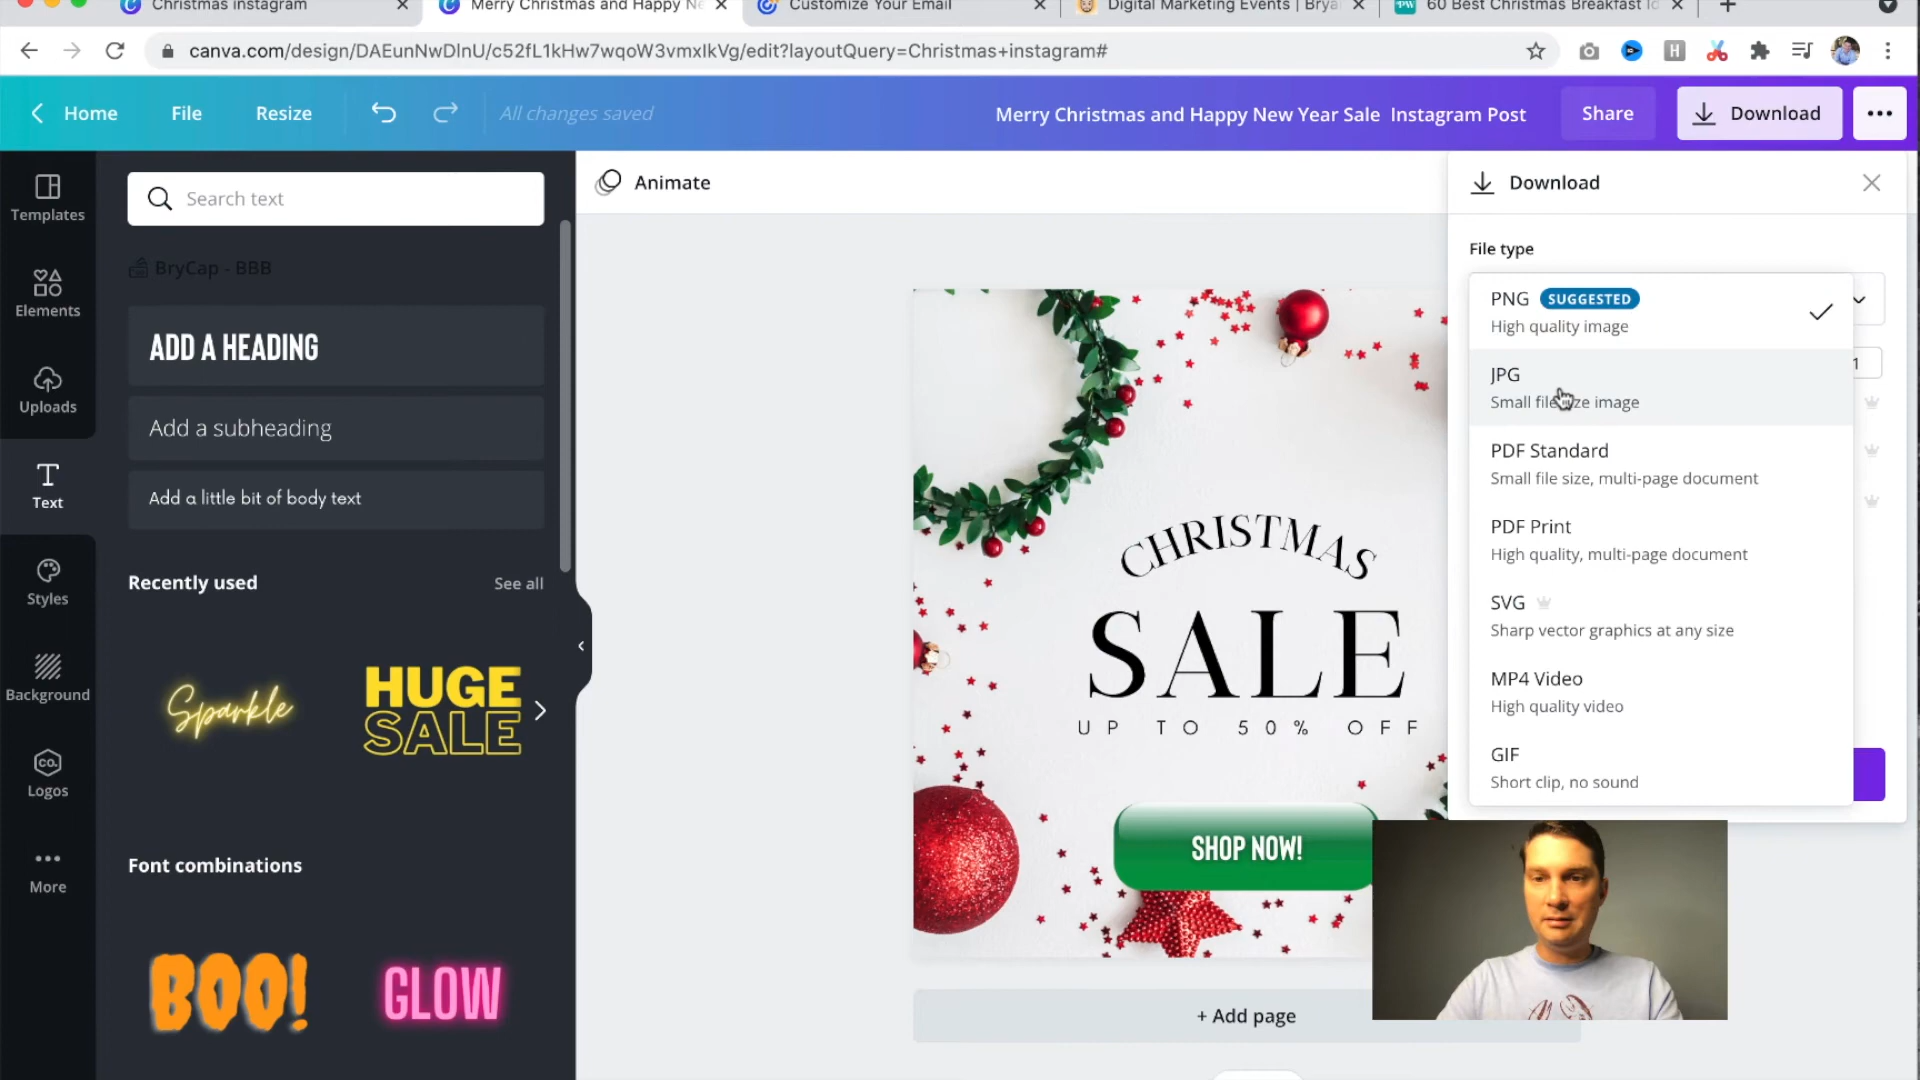 Christmas instagram
Merry Christmas and Happy Ne
Customize Your Email
Digital Marketing Events | Brya
60 Best Christmas Breakfast Id
canva.com/design/DAEunNwDlnU/c52fL1kHw7wqoW3vmxIkVg/edit?layoutQuery=Christmas+instagram#
Home
File
Resize
All changes saved
Merry Christmas and Happy New Year Sale Instagram Post
Share
Download
Templates
Elements
Uploads
Text
Styles
Background
Logos
More
Search text
BryCap - BBB
ADD A HEADING
Add a subheading
Add a little bit of body text
Recently used
See all
Sparkle
HUGE
SALE
Font combinations
BOO!
GLOW
Animate
CHRISTMAS
SALE
UP TO 50% OFF
SHOP NOW!
+ Add page
Download
File type
PNG SUGGESTED
High quality image
JPG
Small file size image
PDF Standard
Small file size, multi-page document
PDF Print
High quality, multi-page document
SVG
Sharp vector graphics at any size
MP4 Video
High quality video
GIF
Short clip, no sound
1
H
CO.